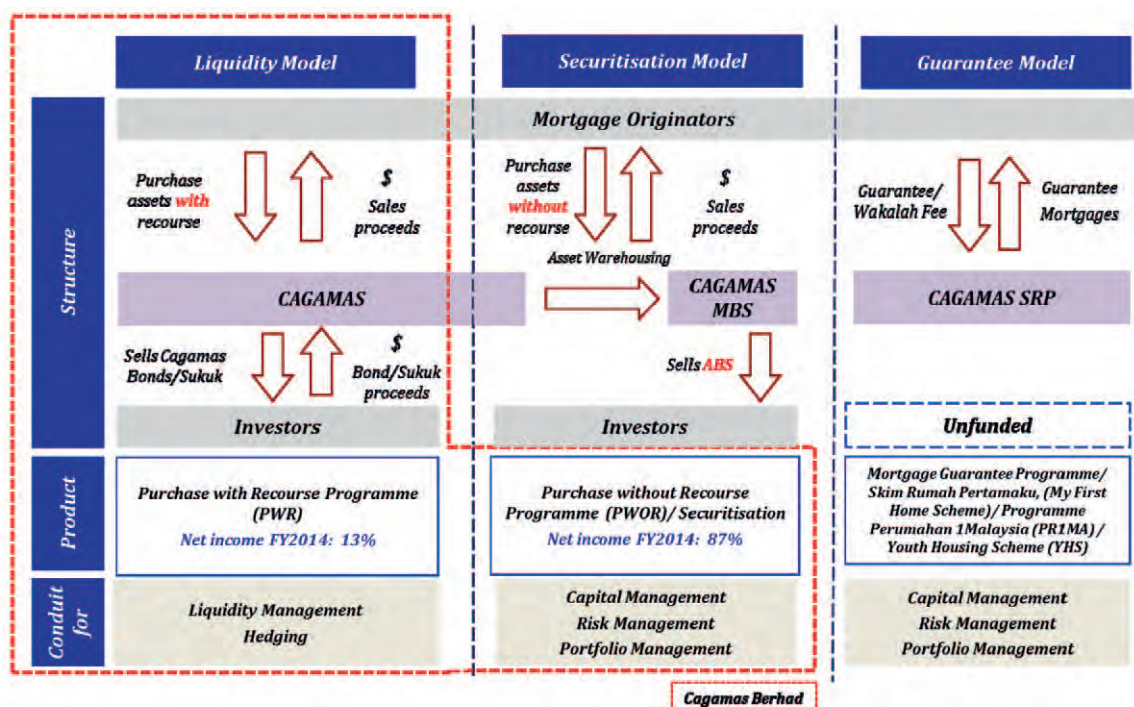 Liquidity Model
Securitisation Model
Guarantee Model
Structure
Mortgage Originators
Purchase
assets with
recourse
$
Sales
proceeds
Purchase
assets
without
recourse
$
Sales
proceeds
Guarantee/
Wakalah Fee
Guarantee
Mortgages
Asset Warehousing
CAGAMAS
CAGAMAS
MBS
CAGAMAS SRP
Sells Cagamas
Bonds/Sukuk
$
Bond/Sukuk
proceeds
Sells ABS
Investors
Investors
Unfunded
Product
Purchase with Recourse Programme
(PWR)
Net income FY2014: 13%
Purchase without Recourse
Programme (PWOR)/ Securitisation
Net income FY2014: 87%
Mortgage Guarantee Programme/
Skim Rumah Pertamaku, (My First
Home Scheme)/ Programme
Perumahan 1Malaysia (PR1MA) /
Youth Housing Scheme (YHS)
Conduit
for
Liquidity Management
Hedging
Capital Management
Risk Management
Portfolio Management
Capital Management
Risk Management
Portfolio Management
Cagamas Berhad